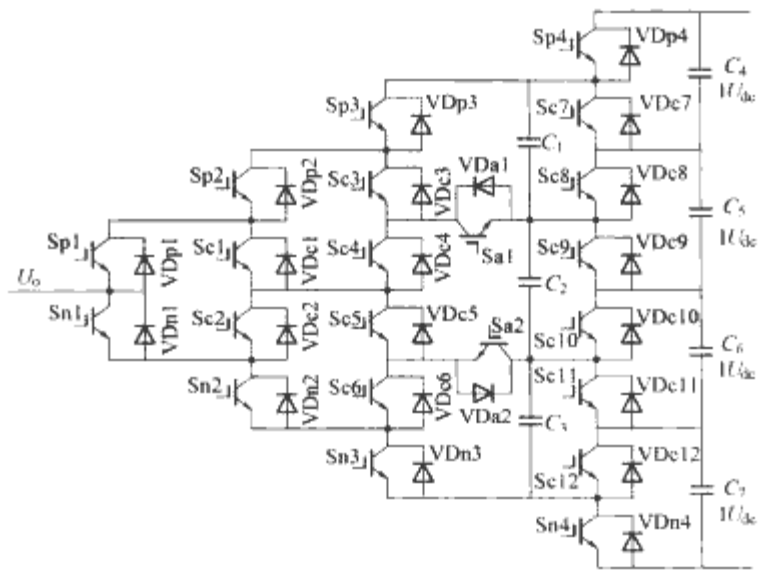 Sp4
VDp4
C4
1Udc
Sp3
VDp3
Sc7
VDc7
C1
Sp2
VDp2
Sc3
VDc3
VDa1
Sc8
VDc8
C5
1Udc
Sp1
VDp1
Sc1
VDc1
Sc4
VDc4
Sa1
Sc9
VDc9
Uo
C2
Sn1
VDn1
Sc2
VDc2
Sc5
VDc5
Sa2
Sc10
VDc10
C6
1Udc
Sn2
VDn2
Sc6
VDc6
VDa2
Sc11
VDc11
C3
Sn3
VDn3
Sc12
VDc12
C7
1Udc
Sn4
VDn4